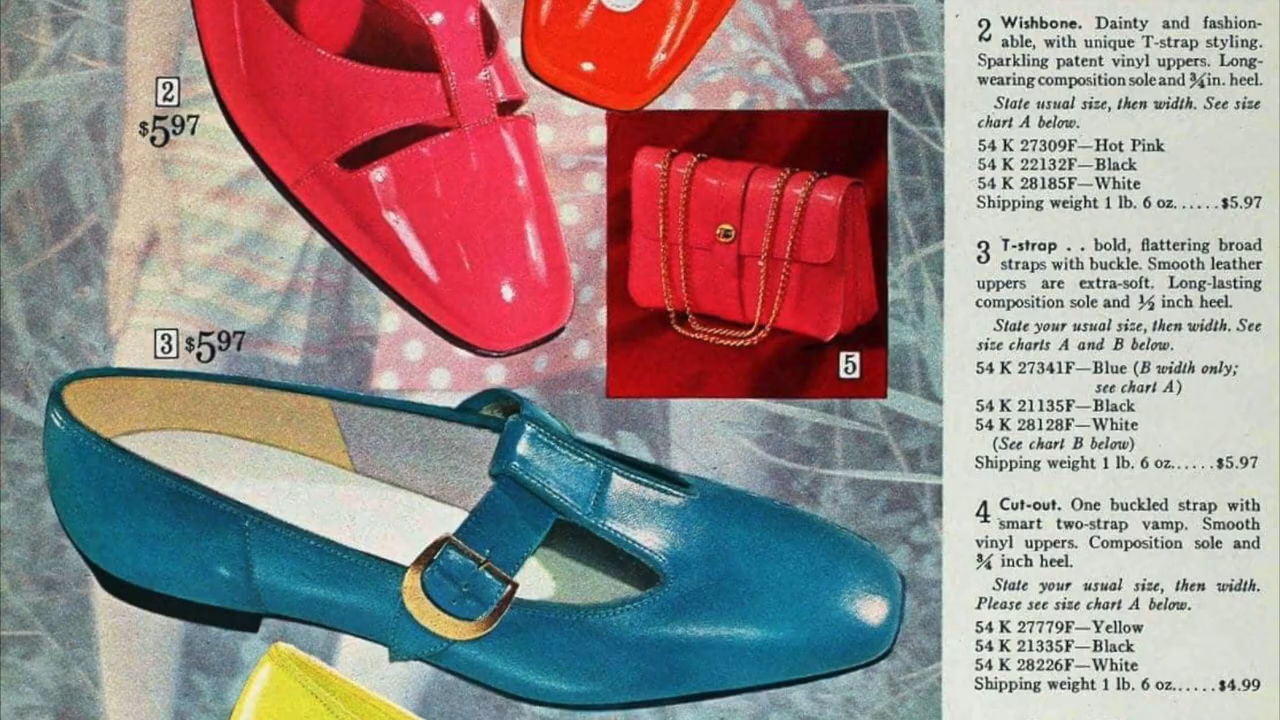 2
$5.97
3 $5.97
5
2 Wishbone. Dainty and fashion-
able, with unique T-strap styling.
Sparkling patent vinyl uppers. Long-
wearing composition sole and ¾ in. heel.
State usual size, then width. See size
chart A below.
54 K 27309F—Hot Pink
54 K 22132F—Black
54 K 28185F—White
Shipping weight 1 lb. 6 oz......$5.97
3 T-strap . . bold, flattering broad
straps with buckle. Smooth leather
uppers are extra-soft. Long-lasting
composition sole and ½ inch heel.
State your usual size, then width. See
size charts A and B below.
54 K 27341F—Blue (B width only;
see chart A)
54 K 21135F—Black
54 K 28128F—White
(See chart B below)
Shipping weight 1 lb. 6 oz......$5.97
4 Cut-out. One buckled strap with
smart two-strap vamp. Smooth
vinyl uppers. Composition sole and
¾ inch heel.
State your usual size, then width.
Please see size chart A below.
54 K 27779F—Yellow
54 K 21335F—Black
54 K 28226F—White
Shipping weight 1 lb. 6 oz......$4.99